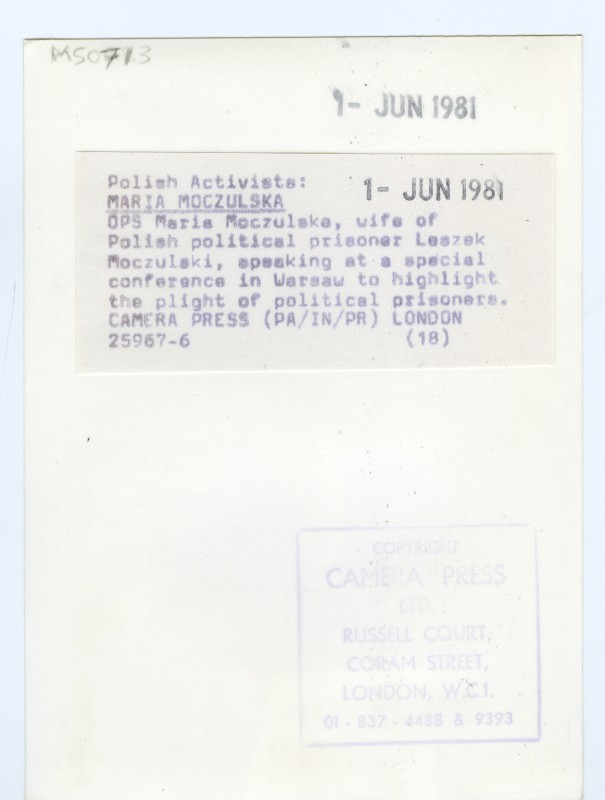 M50713
1- JUN 1981
Polish Activists:
1- JUN 1981
MARIA MOCZULSKA
OPS Maria Moczulska, wife of
Polish political prisoner Leszek
Moczulski, speaking at a special
conference in Warsaw to highlight
the plight of political prisoners.
CAMERA PRESS (PA/IN/PR) LONDON
25967-6 (18)
COPYRIGHT
CAMERA PRESS
LTD.
RUSSELL COURT,
CORAM STREET,
LONDON, W.C.1.
01 - 837 - 4488 & 9393